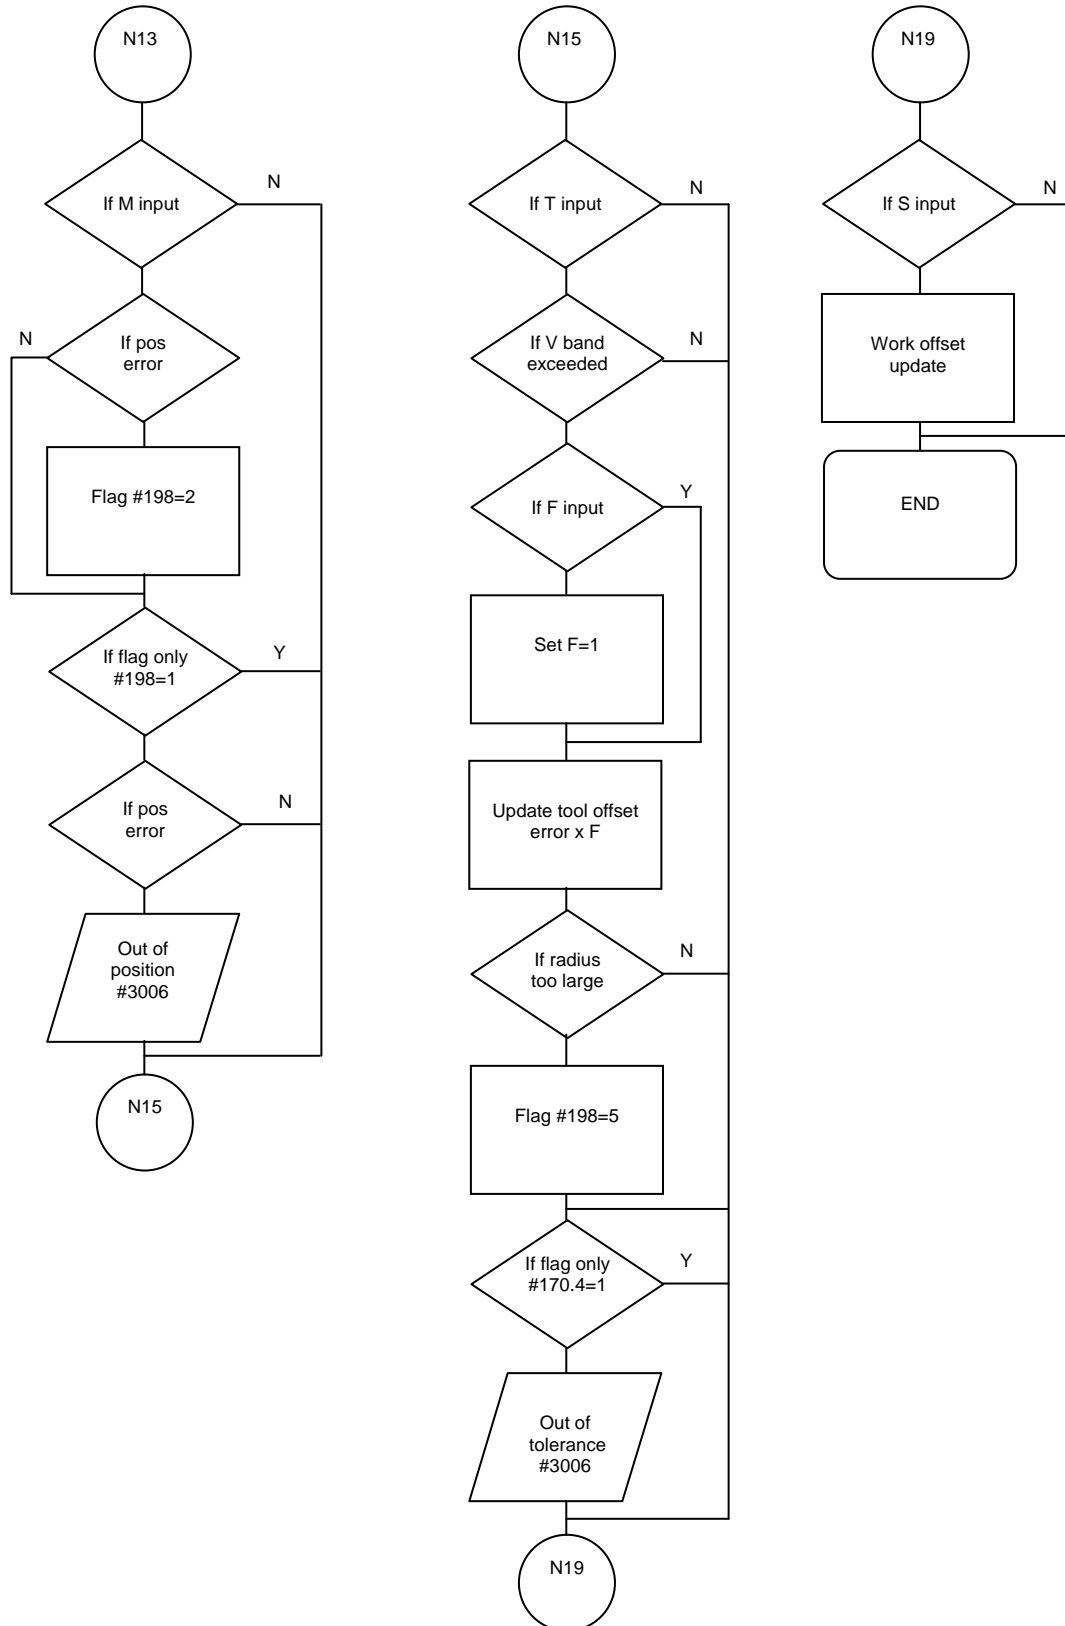 N13
If M input
N
If pos
error
N
Flag #198=2
If flag only
#198=1
Y
If pos
error
N
Out of
position
#3006
N15
N15
If T input
N
If V band
exceeded
N
If F input
Y
Set F=1
Update tool offset
error x F
If radius
too large
N
Flag #198=5
If flag only
#170.4=1
Y
Out of
tolerance
#3006
N19
N19
If S input
N
Work offset
update
END